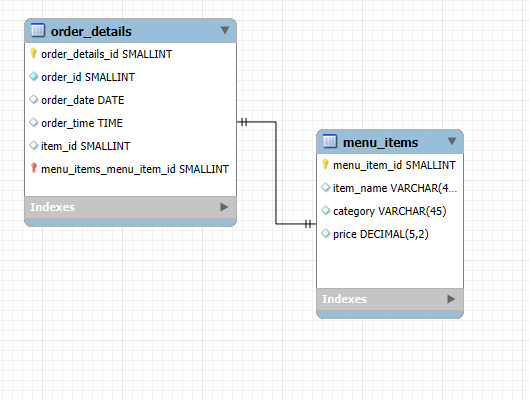 order_details
order_details_id SMALLINT
order_id SMALLINT
order_date DATE
order_time TIME
item_id SMALLINT
menu_items_menu_item_id SMALLINT
Indexes
menu_items
menu_item_id SMALLINT
item_name VARCHAR(4...
category VARCHAR(45)
price DECIMAL(5,2)
Indexes